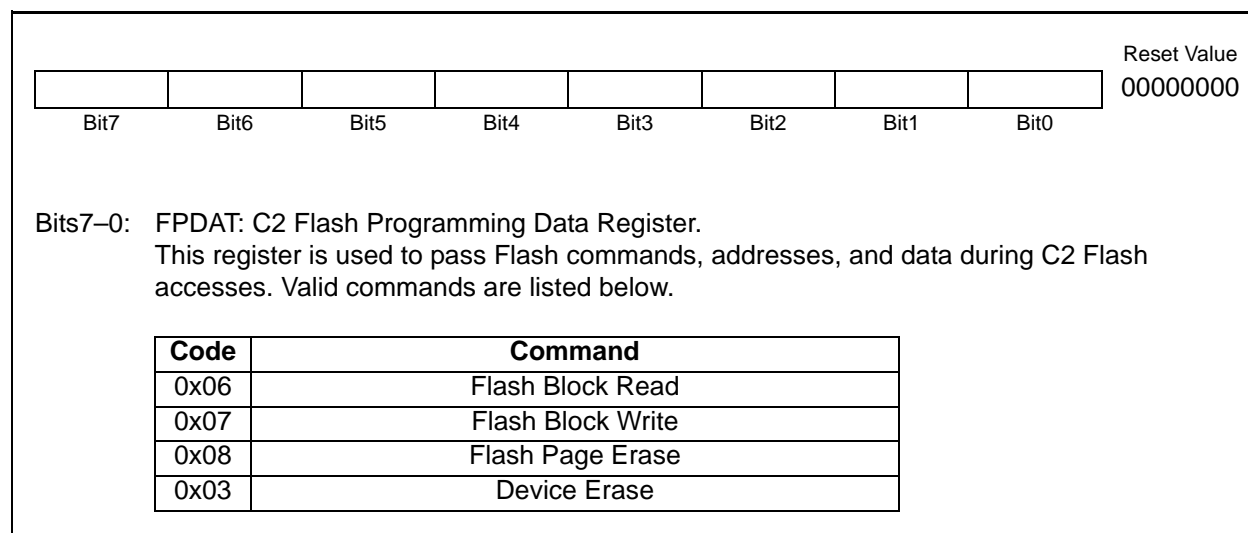 Reset Value
00000000
Bit7 Bit6 Bit5 Bit4 Bit3 Bit2 Bit1 Bit0
Bits7–0: FPDAT: C2 Flash Programming Data Register.
This register is used to pass Flash commands, addresses, and data during C2 Flash
accesses. Valid commands are listed below.
Code Command
0x06 Flash Block Read
0x07 Flash Block Write
0x08 Flash Page Erase
0x03 Device Erase